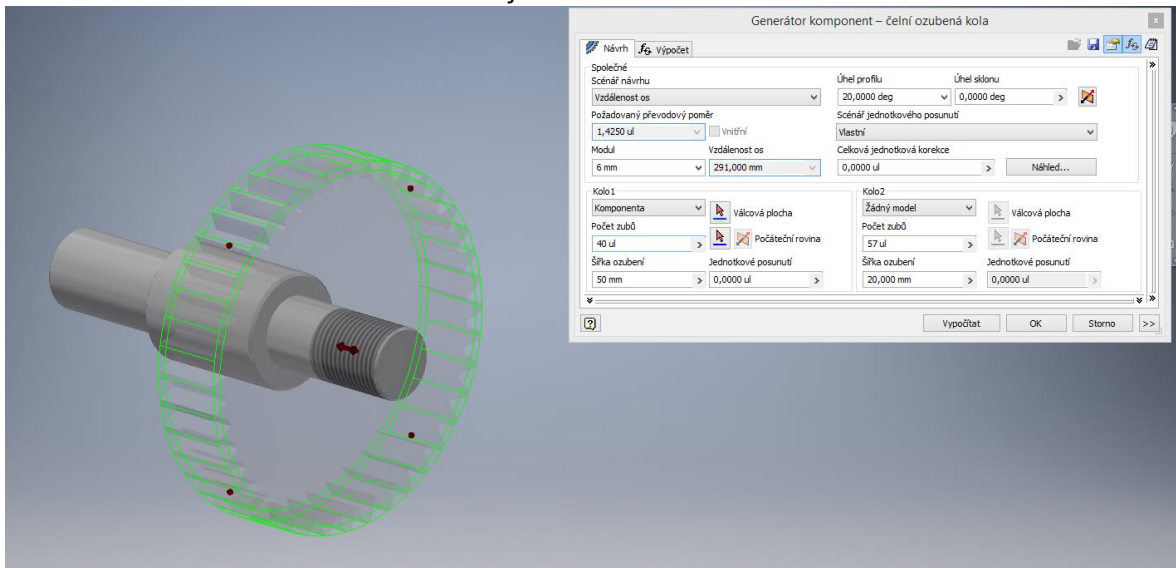 Generátor komponent – čelní ozubená kola
x
Návrh
Výpočet
Společné
Scénář návrhu
Úhel profilu
Úhel sklonu
Vzdálenost os
20,0000 deg
0,0000 deg
Požadovaný převodový poměr
Scénář jednotkového posunutí
1,4250 ul
Vnitřní
Vlastní
Modul
Vzdálenost os
Celková jednotková korekce
6 mm
291,000 mm
0,0000 ul
Náhled...
Kolo1
Kolo2
Komponenta
Válcová plocha
Žádný model
Válcová plocha
Počet zubů
Počet zubů
40 ul
Počáteční rovina
57 ul
Počáteční rovina
Šířka ozubení
Jednotkové posunutí
Šířka ozubení
Jednotkové posunutí
50 mm
0,0000 ul
20,000 mm
0,0000 ul
Vypočítat
OK
Storno
>>